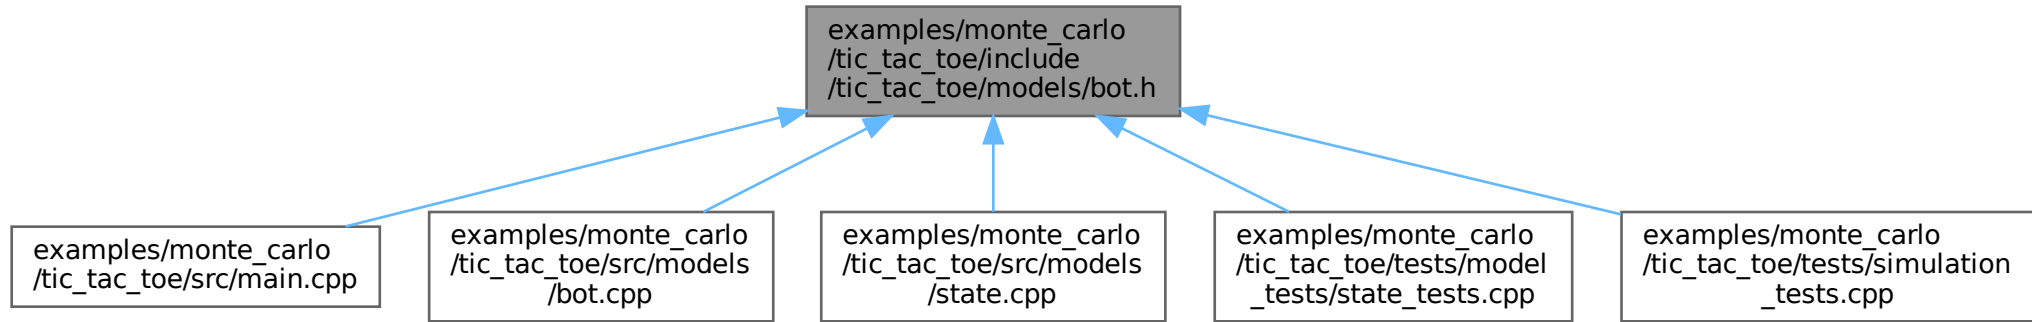 examples/monte_carlo
/tic_tac_toe/include
/tic_tac_toe/models/bot.h
examples/monte_carlo
/tic_tac_toe/src/main.cpp
examples/monte_carlo
/tic_tac_toe/src/models
/bot.cpp
examples/monte_carlo
/tic_tac_toe/src/models
/state.cpp
examples/monte_carlo
/tic_tac_toe/tests/model
_tests/state_tests.cpp
examples/monte_carlo
/tic_tac_toe/tests/simulation
_tests.cpp